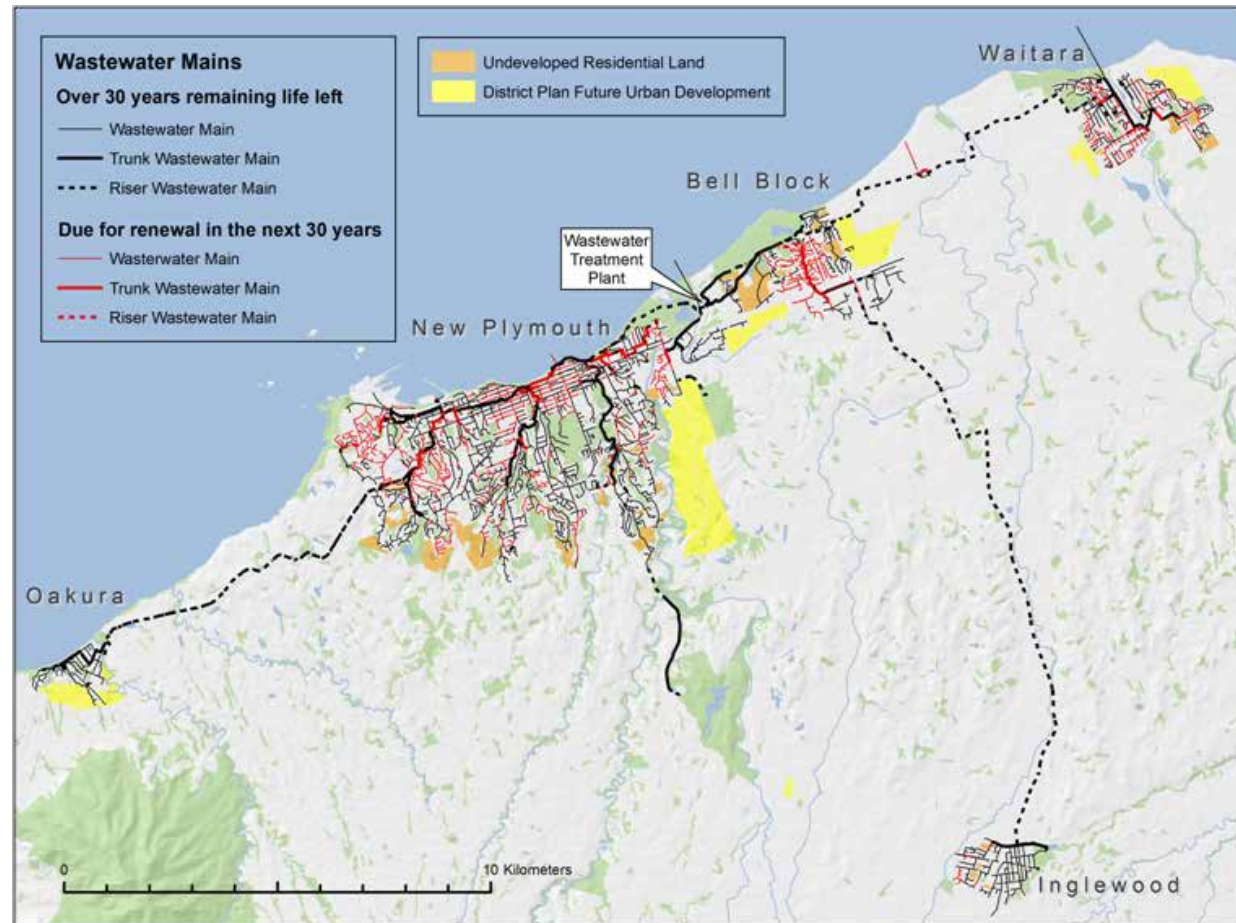 Wastewater Mains
Over 30 years remaining life left
Wastewater Main
Trunk Wastewater Main
Riser Wastewater Main
Due for renewal in the next 30 years
Wasterwater Main
Trunk Wastewater Main
Riser Wastewater Main
Undeveloped Residential Land
District Plan Future Urban Development
Waitara
Bell Block
Wastewater
Treatment
Plant
New Plymouth
Oakura
Inglewood
0
10 Kilometers